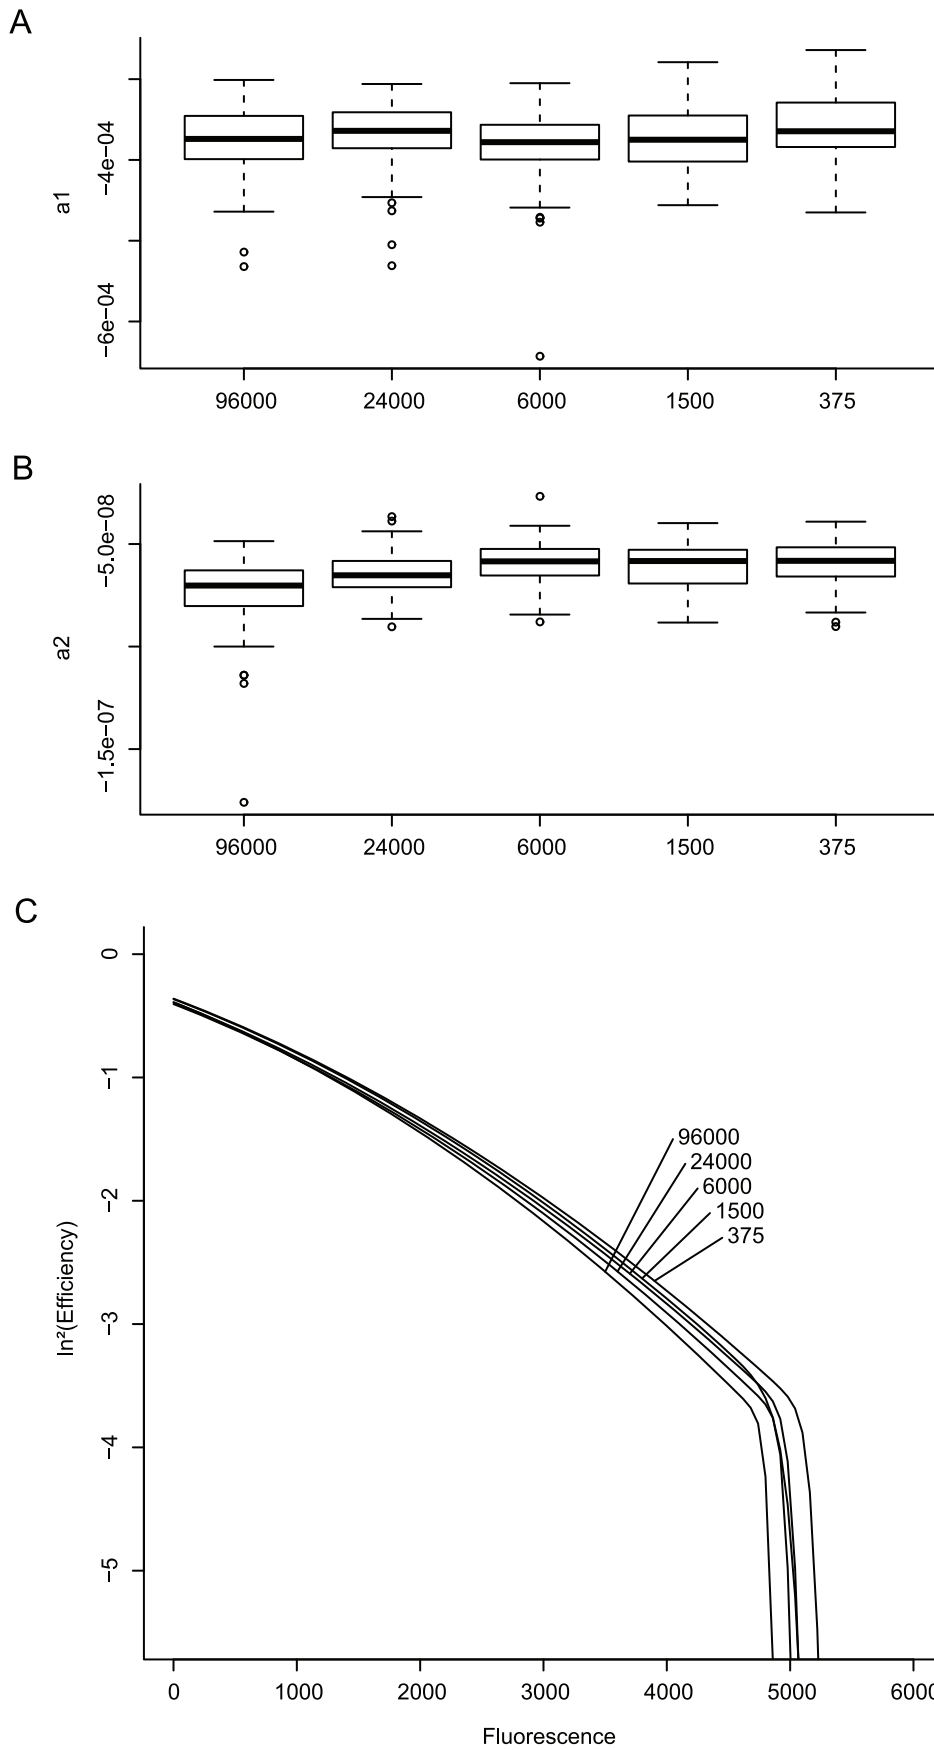 A
−4e−04
−6e−04
a1
96000 24000 6000 1500 375
B
−5.0e−08
−1.5e−07
a2
96000 24000 6000 1500 375
C
0
−1
−2
−3
−4
−5
ln²(Efficiency)
96000
24000
6000
1500
375
0 1000 2000 3000 4000 5000 6000
Fluorescence